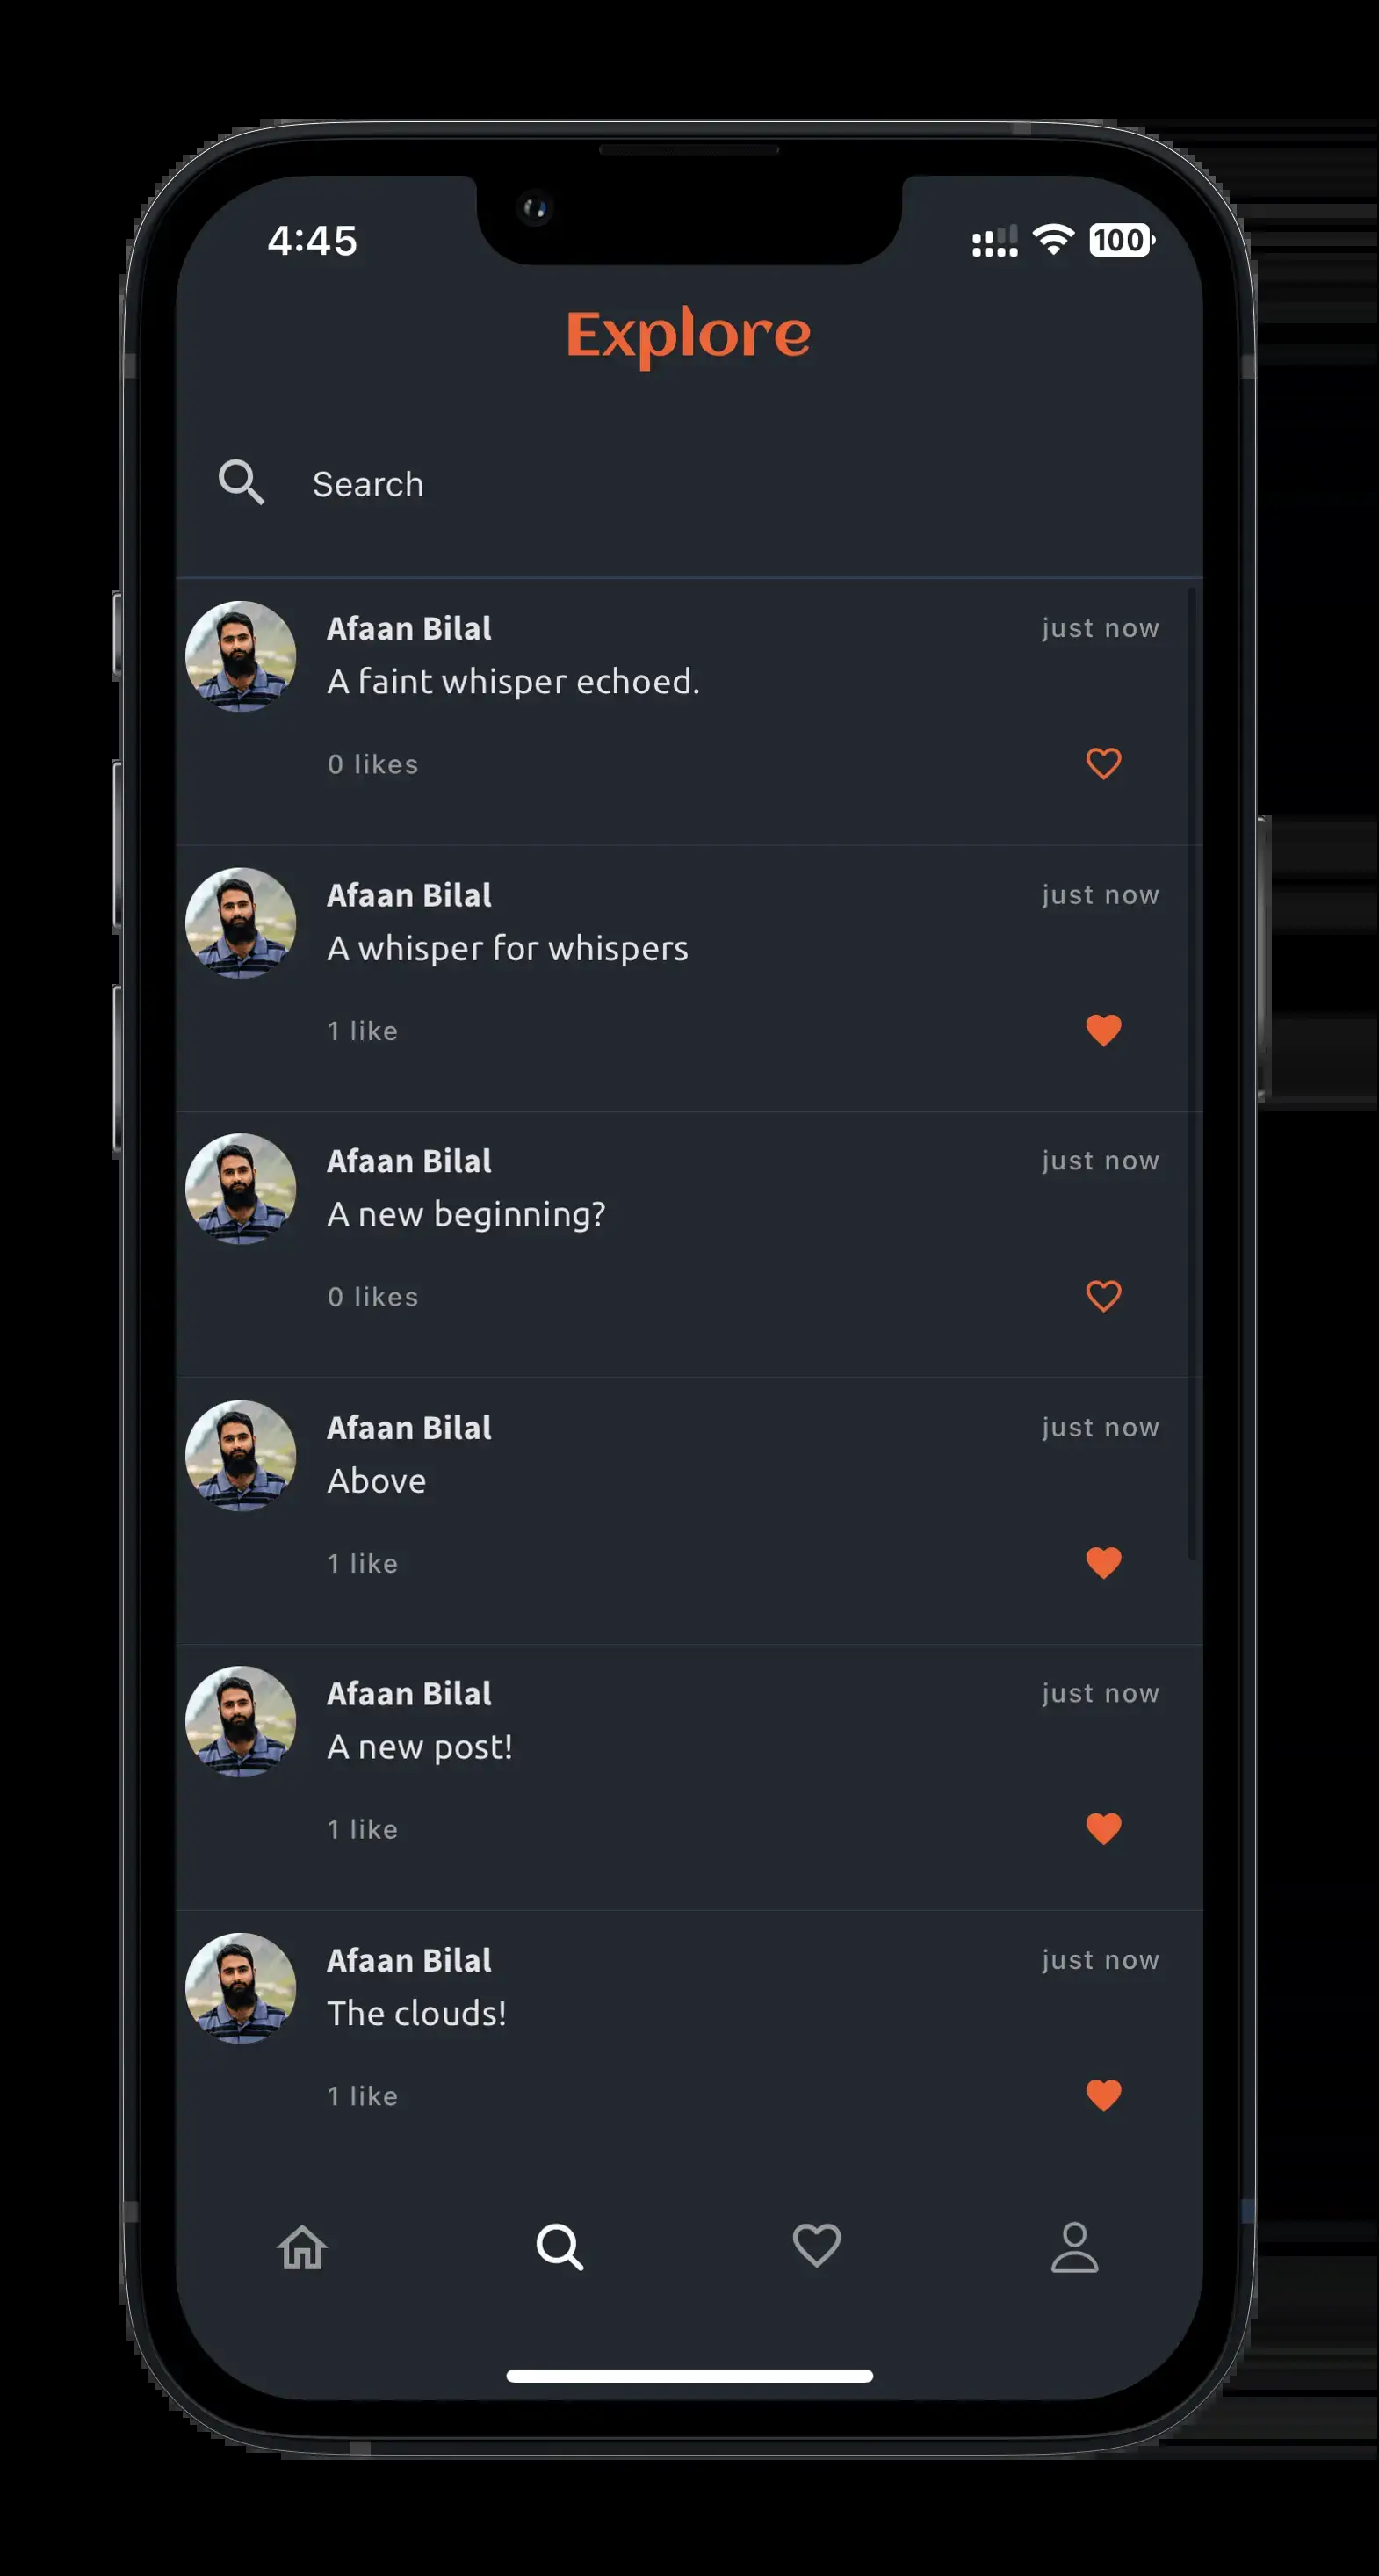 4:45
100
Explore
Search
Afaan Bilal just now
A faint whisper echoed.
0 likes
Afaan Bilal just now
A whisper for whispers
1 like
Afaan Bilal just now
A new beginning?
0 likes
Afaan Bilal just now
Above
1 like
Afaan Bilal just now
A new post!
1 like
Afaan Bilal just now
The clouds!
1 like